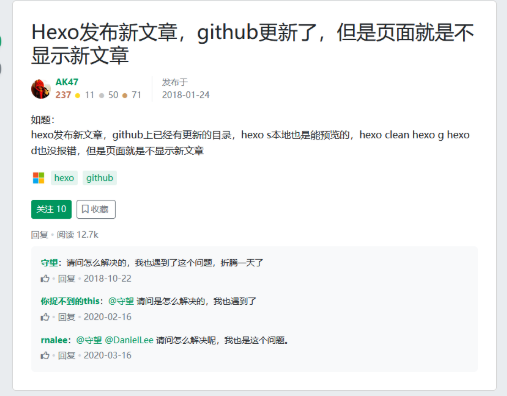 Hexo发布新文章，github更新了，但是页面就是不
显示新文章
AK47
237 11 50 71
发布于
2018-01-24
如题：
hexo发布新文章，github上已经有更新的目录，hexo s本地也是能预览的，hexo clean hexo g hexo
d也没报错，但是页面就是不显示新文章
hexo github
关注 10 收藏
回复 · 阅读 12.7k
守望：请问怎么解决的，我也遇到了这个问题，折腾一天了
· 回复 · 2018-10-22
你捉不到的this：@守望 请问是怎么解决的，我也遇到了
· 回复 · 2020-02-16
rnalee：@守望 @DanielLee 请问怎么解决呢，我也是这个问题。
· 回复 · 2020-03-16